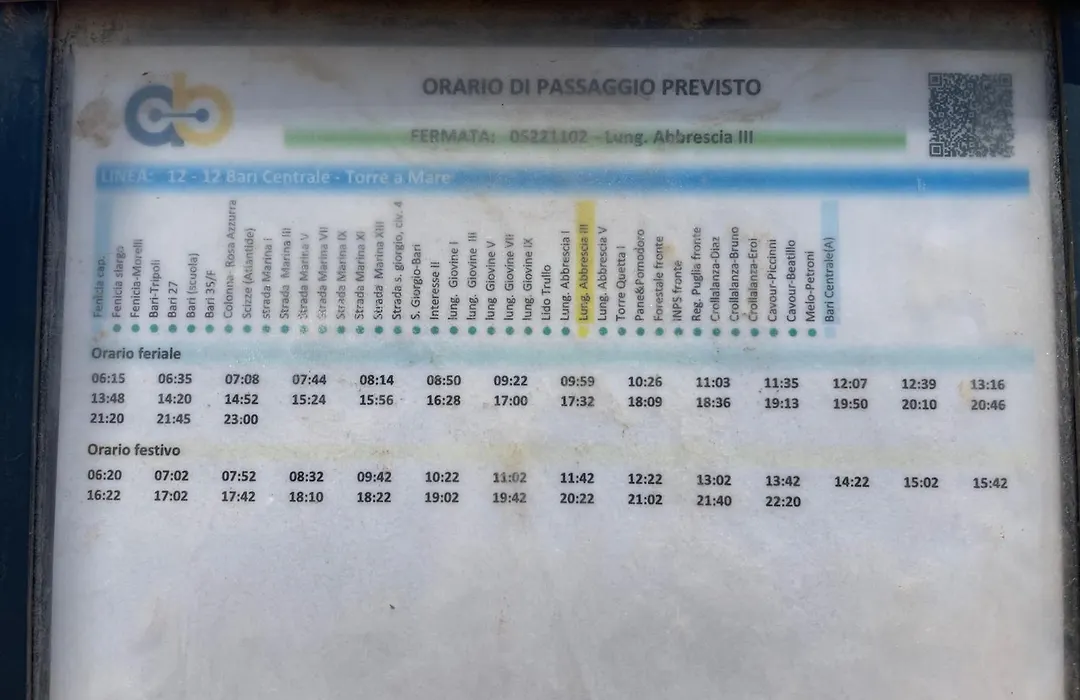 ab
ORARIO DI PASSAGGIO PREVISTO
FERMATA: 05221102 - Lung. Abbrescia III
LINEA: 12 - 12 Bari Centrale - Torre a Mare
Fenicia cap.
Fenicia slargo
Fenicia-Morelli
Bari-Tripoli
Bari 27
Bari (scuola)
Bari 35/F
Colonna- Rosa Azzurra
Scizze (Atlantide)
Strada Marina I
Strada Marina III
Strada Marina V
Strada Marina VII
Strada Marina IX
Strada Marina XI
Strada Marina XIII
Strada s. giorgio, civ. 4
S. Giorgio-Bari
Interesse II
lung. Giovine I
lung. Giovine III
lung. Giovine V
lung. Giovine VII
lung. Giovine IX
Lido Trullo
Lung. Abbrescia I
Lung. Abbrescia III
Lung. Abbrescia V
Torre Quetta I
Pane&Pomodoro
Forestale fronte
INPS fronte
Reg. Puglia fronte
Crollalanza-Diaz
Crollalanza-Bruno
Crollalanza-Eroi
Cavour-Piccinni
Cavour-Beatillo
Melo-Petroni
Bari Centrale(A)
Orario feriale
06:15 06:35 07:08 07:44 08:14 08:50 09:22 09:59 10:26 11:03 11:35 12:07 12:39 13:16
13:48 14:20 14:52 15:24 15:56 16:28 17:00 17:32 18:09 18:36 19:13 19:50 20:10 20:46
21:20 21:45 23:00
Orario festivo
06:20 07:02 07:52 08:32 09:42 10:22 11:02 11:42 12:22 13:02 13:42 14:22 15:02 15:42
16:22 17:02 17:42 18:10 18:22 19:02 19:42 20:22 21:02 21:40 22:20